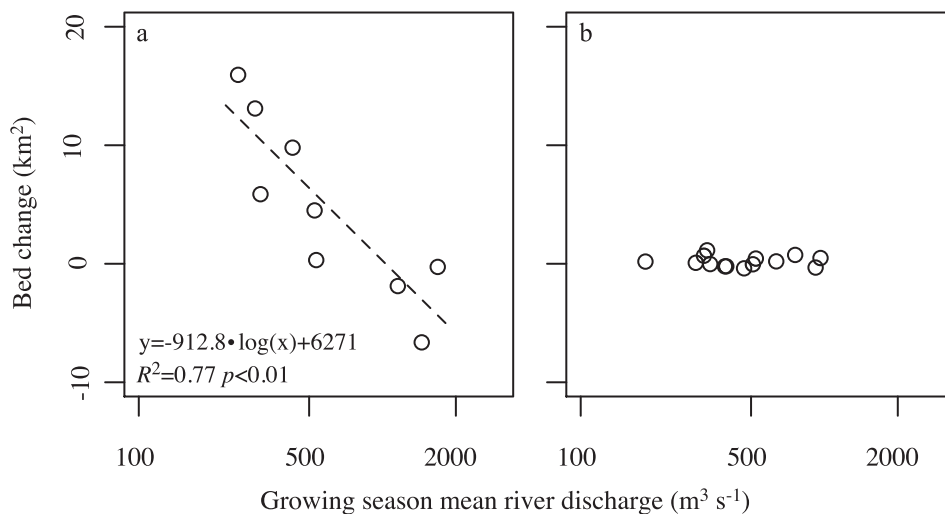 a
b
20
10
0
-10
Bed change (km²)
y=-912.8•log(x)+6271
R²=0.77 p<0.01
100 500 2000
100 500 2000
Growing season mean river discharge (m³ s⁻¹)